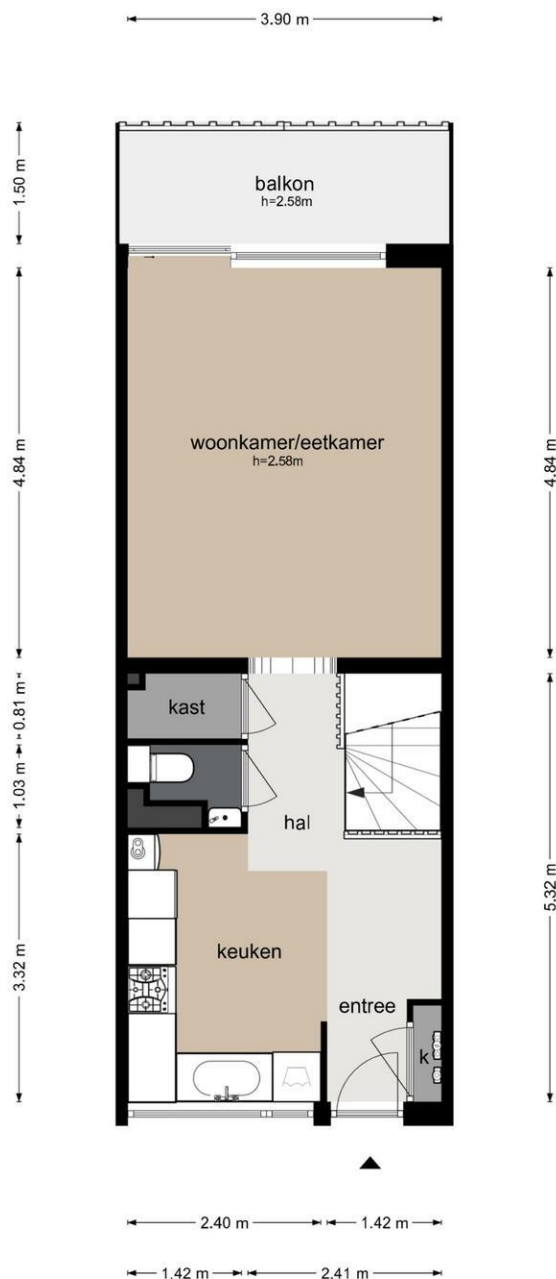 3.90 m
1.50 m
balkon
h=2.58m
4.84 m
woonkamer/eetkamer
h=2.58m
4.84 m
0.81 m
kast
1.03 m
hal
5.32 m
3.32 m
keuken
entree
k
2.40 m
1.42 m
1.42 m
2.41 m